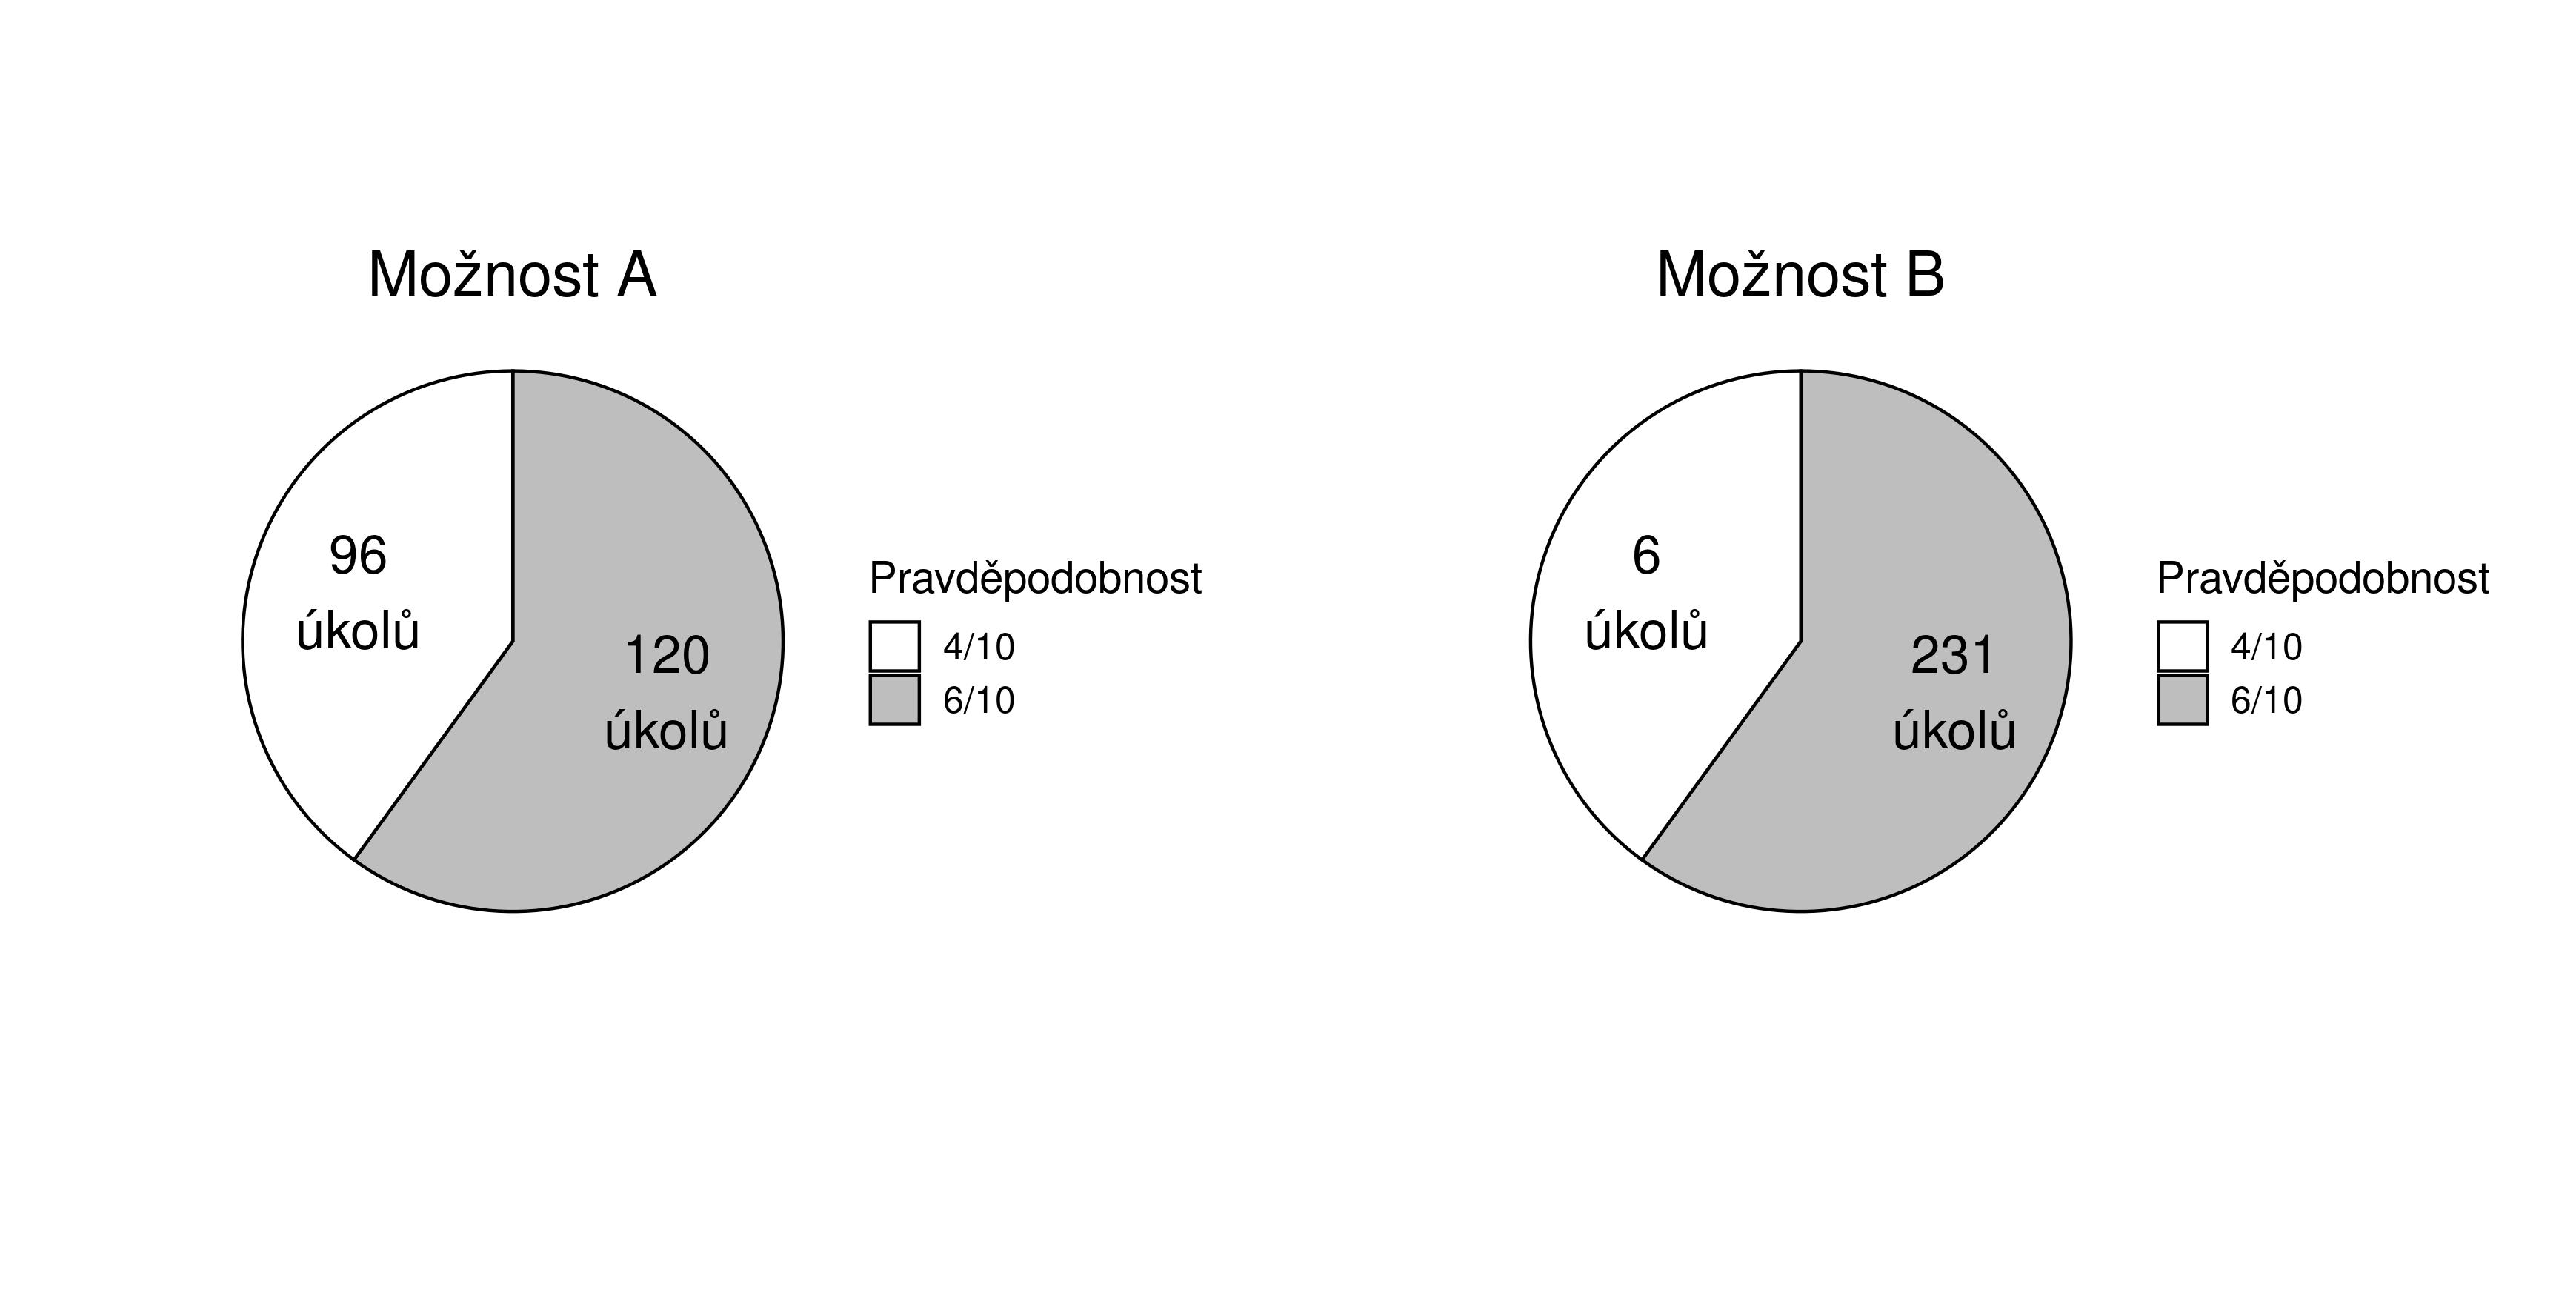 Možnost A
96
úkolů
120
úkolů
Pravděpodobnost
4/10
6/10
Možnost B
6
úkolů
231
úkolů
Pravděpodobnost
4/10
6/10